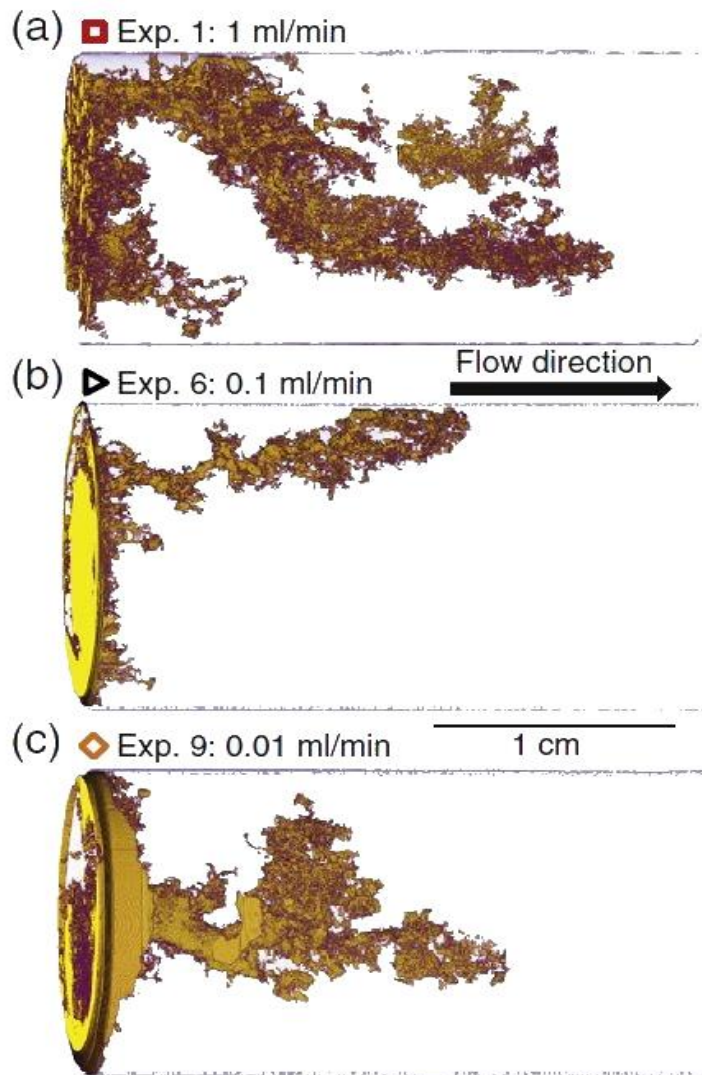 (a) Exp. 1: 1 ml/min
(b) Exp. 6: 0.1 ml/min
Flow direction
(c) Exp. 9: 0.01 ml/min
1 cm